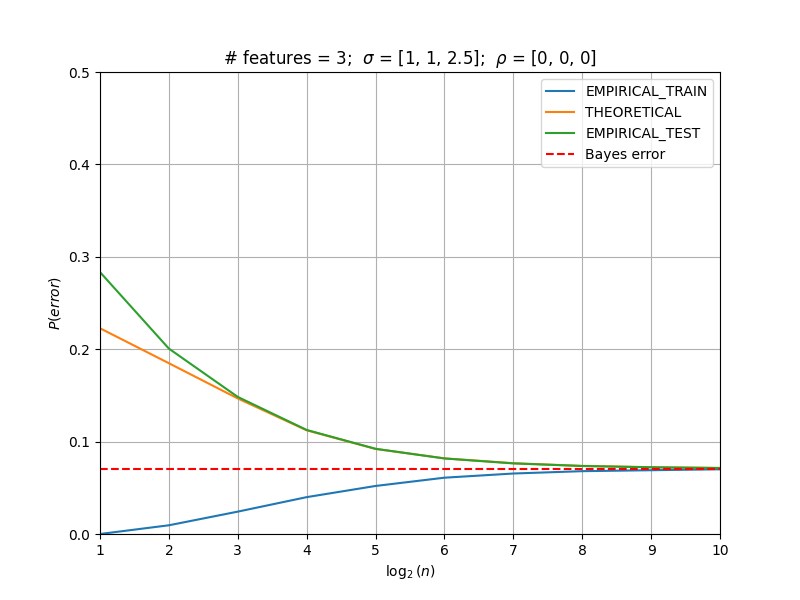 # features = 3; σ = [1, 1, 2.5]; ρ = [0, 0, 0]
EMPIRICAL_TRAIN
THEORETICAL
EMPIRICAL_TEST
Bayes error
0.5
0.4
0.3
0.2
0.1
0.0
P(error)
1 2 3 4 5 6 7 8 9 10
log₂(n)